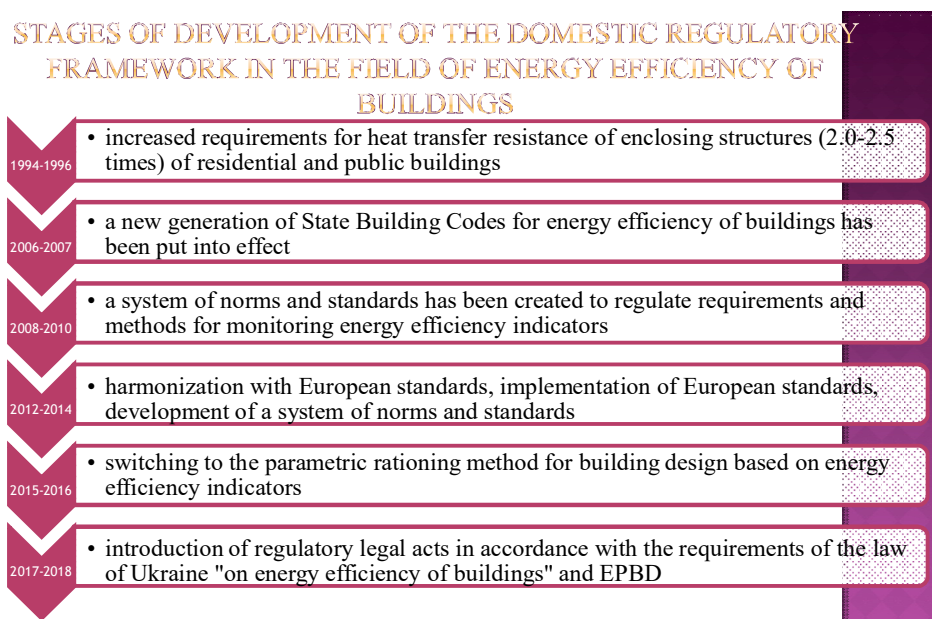 STAGES OF DEVELOPMENT OF THE DOMESTIC REGULATORY
FRAMEWORK IN THE FIELD OF ENERGY EFFICIENCY OF
BUILDINGS
1994-1996
• increased requirements for heat transfer resistance of enclosing structures (2.0-2.5
times) of residential and public buildings
2006-2007
• a new generation of State Building Codes for energy efficiency of buildings has
been put into effect
2008-2010
• a system of norms and standards has been created to regulate requirements and
methods for monitoring energy efficiency indicators
2012-2014
• harmonization with European standards, implementation of European standards,
development of a system of norms and standards
2015-2016
• switching to the parametric rationing method for building design based on energy
efficiency indicators
2017-2018
• introduction of regulatory legal acts in accordance with the requirements of the law
of Ukraine "on energy efficiency of buildings" and EPBD